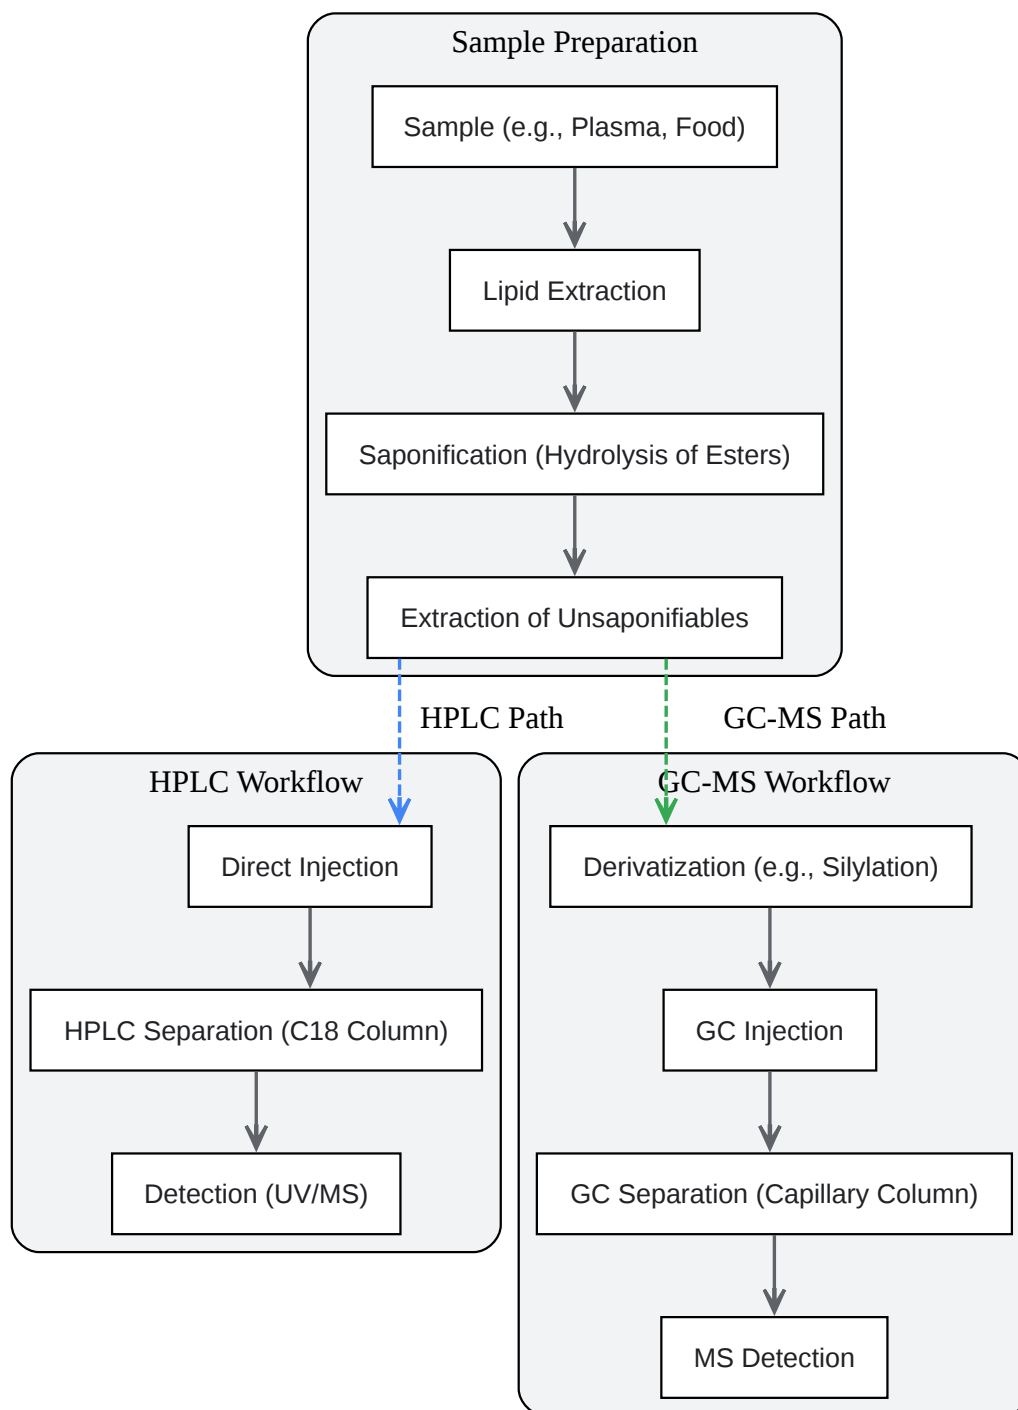 Sample Preparation
Sample (e.g., Plasma, Food)
Lipid Extraction
Saponification (Hydrolysis of Esters)
Extraction of Unsaponifiables
HPLC Path
GC-MS Path
HPLC Workflow
Direct Injection
HPLC Separation (C18 Column)
Detection (UV/MS)
GC-MS Workflow
Derivatization (e.g., Silylation)
GC Injection
GC Separation (Capillary Column)
MS Detection